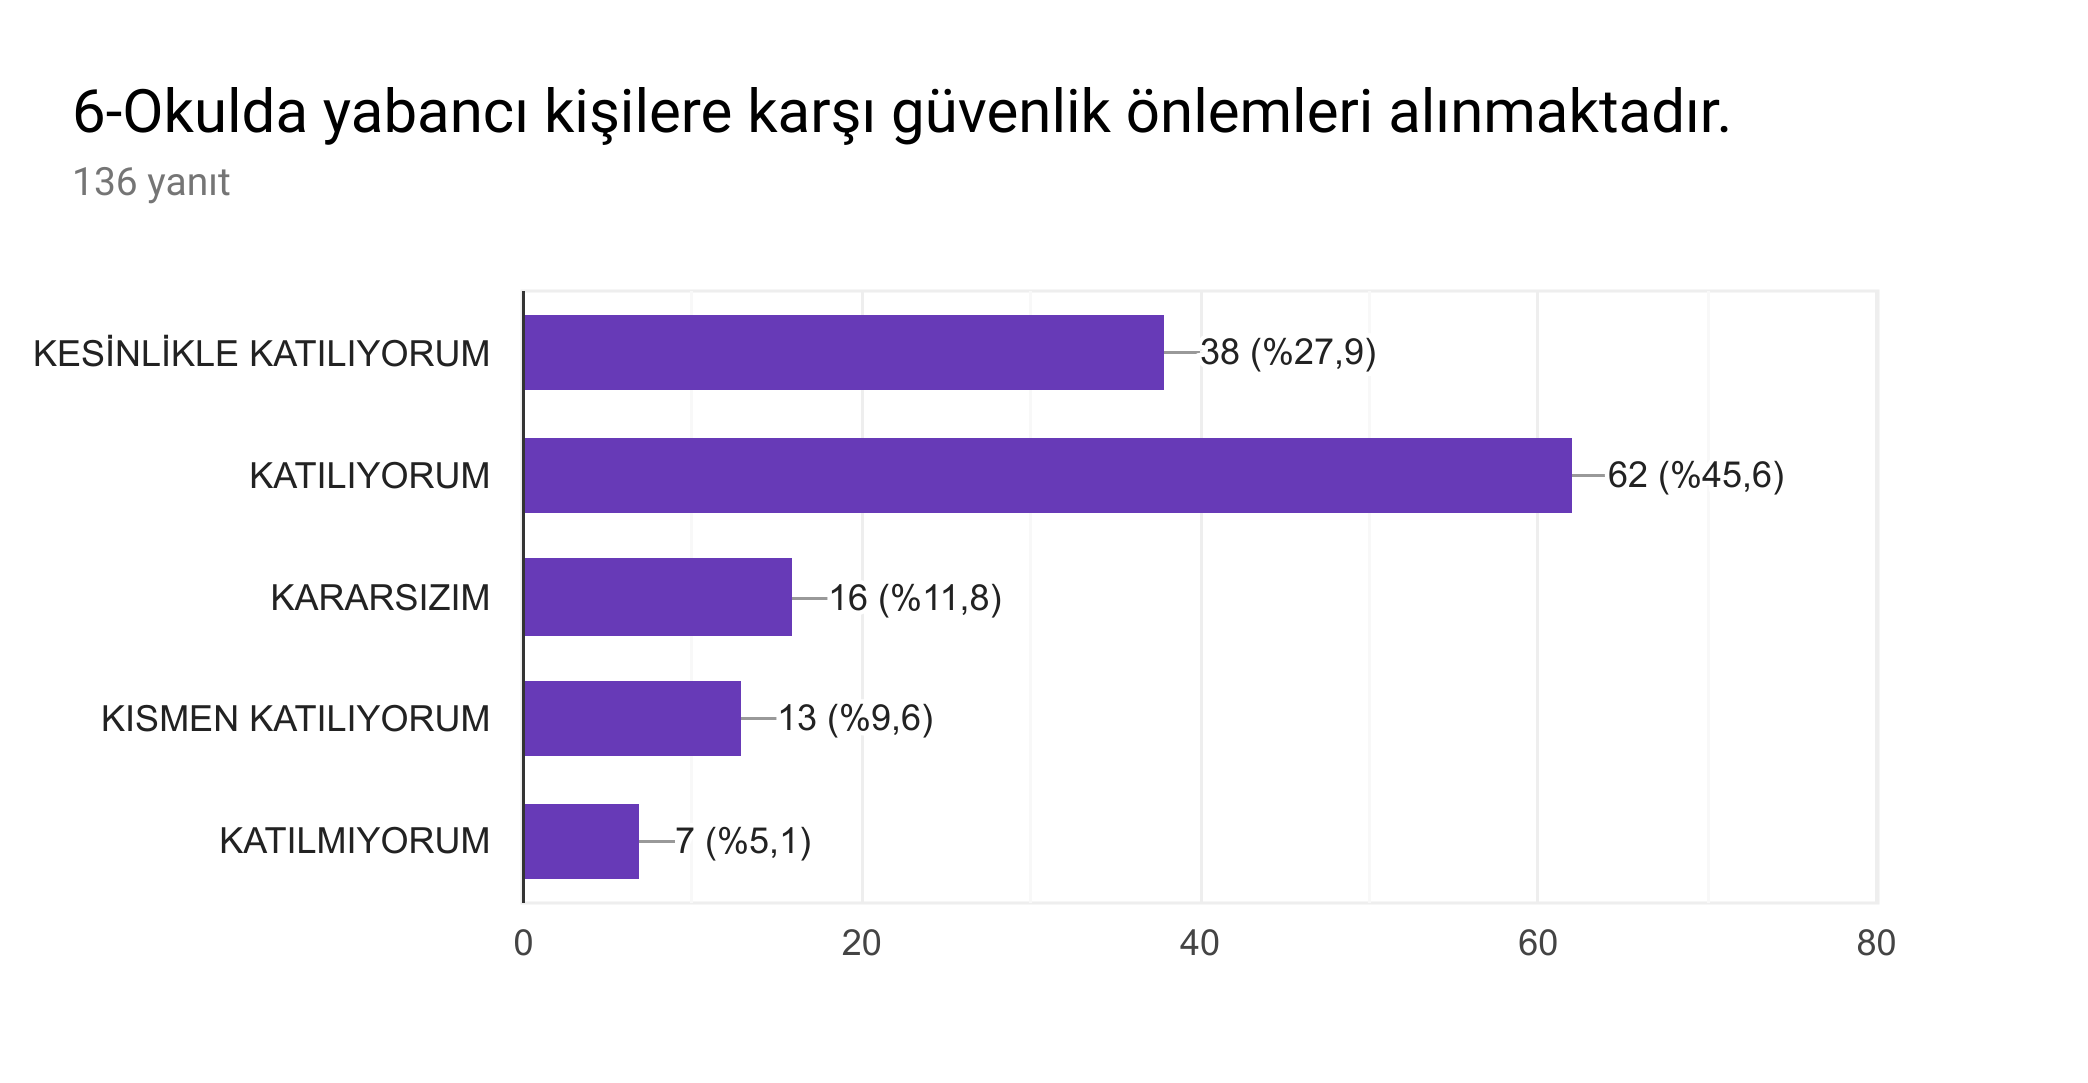 6-Okulda yabancı kişilere karşı güvenlik önlemleri alınmaktadır.
136 yanıt
KESİNLİKLE KATILIYORUM 38 (%27,9)
KATILIYORUM 62 (%45,6)
KARARSIZIM 16 (%11,8)
KISMEN KATILIYORUM 13 (%9,6)
KATILMIYORUM 7 (%5,1)
0 20 40 60 80